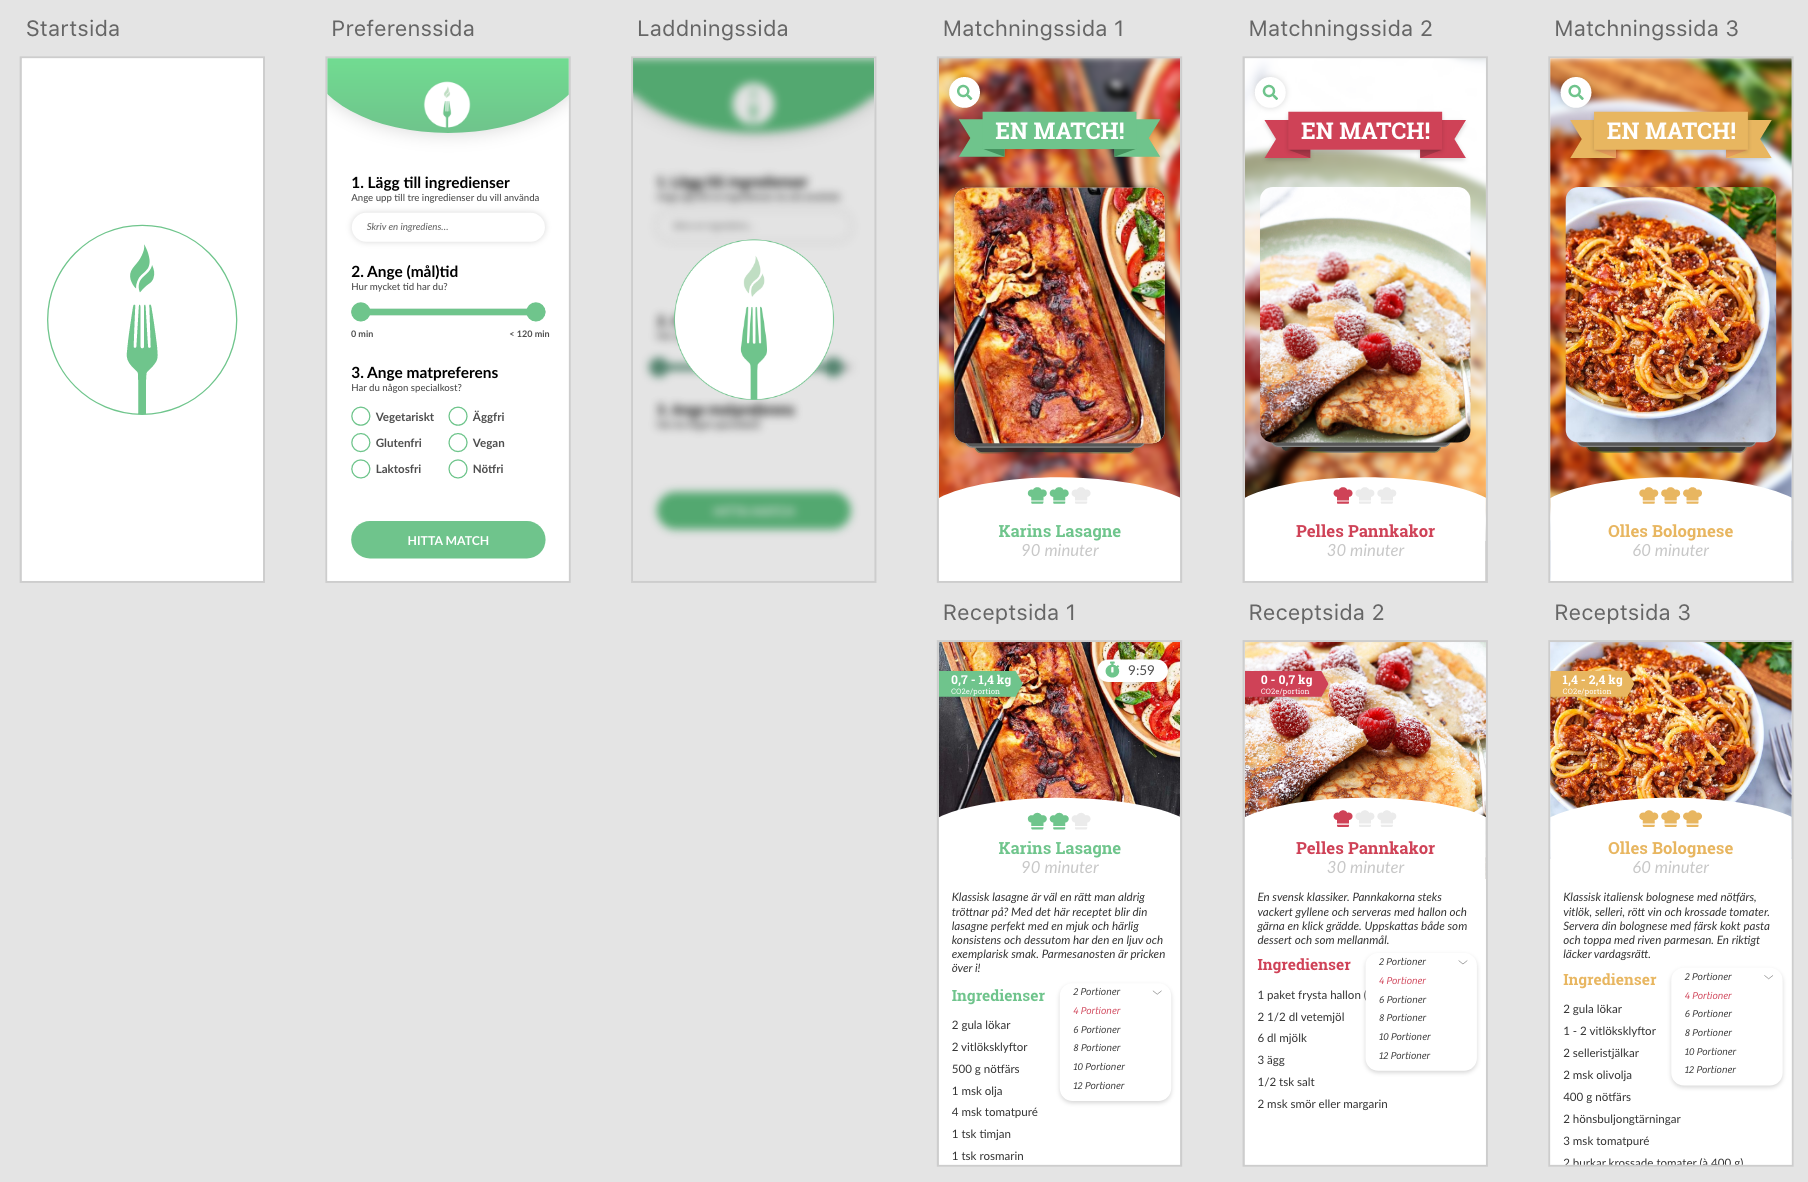 Startsida
Preferenssida
Laddningssida
Matchningssida 1
Matchningssida 2
Matchningssida 3
1. Lägg till ingredienser
Ange upp till tre ingredienser du vill använda
Skriv en ingrediens...
2. Ange (mål)tid
Hur mycket tid har du?
0 min
< 120 min
3. Ange matpreferens
Har du någon specialkost?
Vegetariskt
Äggfri
Glutenfri
Vegan
Laktosfri
Nötfri
HITTA MATCH
EN MATCH!
Karins Lasagne
90 minuter
EN MATCH!
Pelles Pannkakor
30 minuter
EN MATCH!
Olles Bolognese
60 minuter
Receptsida 1
Receptsida 2
Receptsida 3
0,7 - 1,4 kg
CO2e/portion
9:59
Karins Lasagne
90 minuter
Klassisk lasagne är väl en rätt man aldrig
tröttnar på? Med det här receptet blir din
lasagne perfekt med en mjuk och härlig
konsistens och dessutom har den en ljuv och
exemplarisk smak. Parmesanosten är pricken
över i!
Ingredienser
2 Portioner
4 Portioner
6 Portioner
8 Portioner
10 Portioner
12 Portioner
2 gula lökar
2 vitlöksklyftor
500 g nötfärs
1 msk olja
4 msk tomatpuré
1 tsk timjan
1 tsk rosmarin
0 - 0,7 kg
CO2e/portion
Pelles Pannkakor
30 minuter
En svensk klassiker. Pannkakorna steks
vackert gyllene och serveras med hallon och
gärna en klick grädde. Uppskattas både som
dessert och som mellanmål.
Ingredienser
2 Portioner
4 Portioner
6 Portioner
8 Portioner
10 Portioner
12 Portioner
1 paket frysta hallon (
2 1/2 dl vetemjöl
6 dl mjölk
3 ägg
1/2 tsk salt
2 msk smör eller margarin
1,4 - 2,4 kg
CO2e/portion
Olles Bolognese
60 minuter
Klassisk italiensk bolognese med nötfärs,
vitlök, selleri, rött vin och krossade tomater.
Servera din bolognese med färsk kokt pasta
och toppa med riven parmesan. En riktigt
läcker vardagsrätt.
Ingredienser
2 Portioner
4 Portioner
6 Portioner
8 Portioner
10 Portioner
12 Portioner
2 gula lökar
1 - 2 vitlöksklyftor
2 selleristjälkar
2 msk olivolja
400 g nötfärs
2 hönsbuljongtärningar
3 msk tomatpuré
2 burkar krossade tomater (à 400 g)